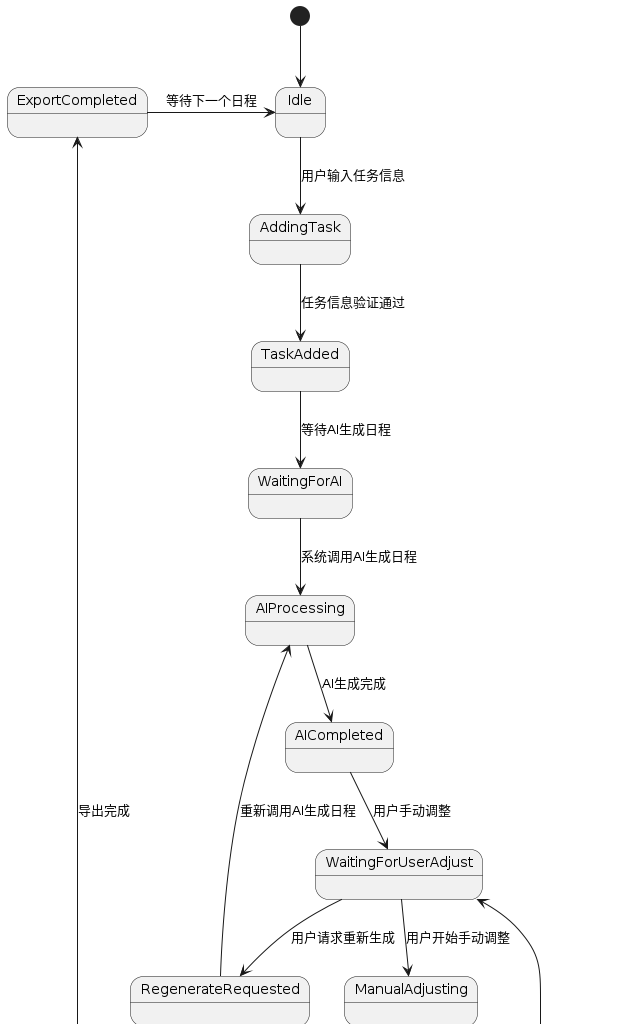 ExportCompleted
等待下一个日程
Idle
用户输入任务信息
AddingTask
任务信息验证通过
TaskAdded
等待AI生成日程
WaitingForAI
系统调用AI生成日程
AIProcessing
AI生成完成
AICompleted
导出完成
重新调用AI生成日程
用户手动调整
WaitingForUserAdjust
用户请求重新生成
用户开始手动调整
RegenerateRequested
ManualAdjusting